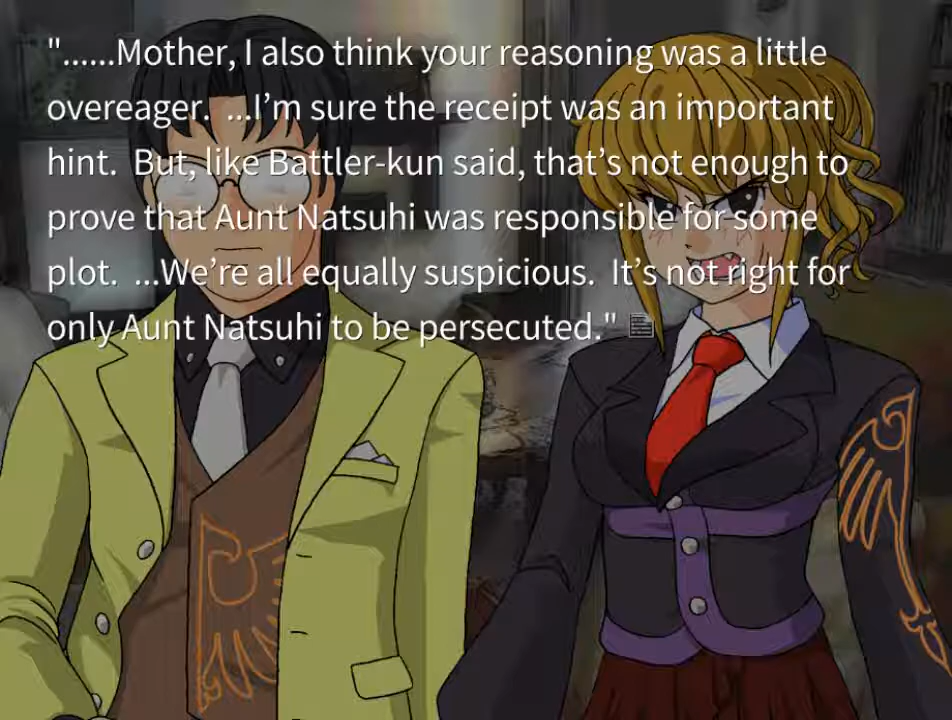 "......Mother, I also think your reasoning was a little
overeager.  ...I’m sure the receipt was an important
hint.  But, like Battler-kun said, that’s not enough to
prove that Aunt Natsuhi was responsible for some
plot.  ...We’re all equally suspicious.  It’s not right for
only Aunt Natsuhi to be persecuted."